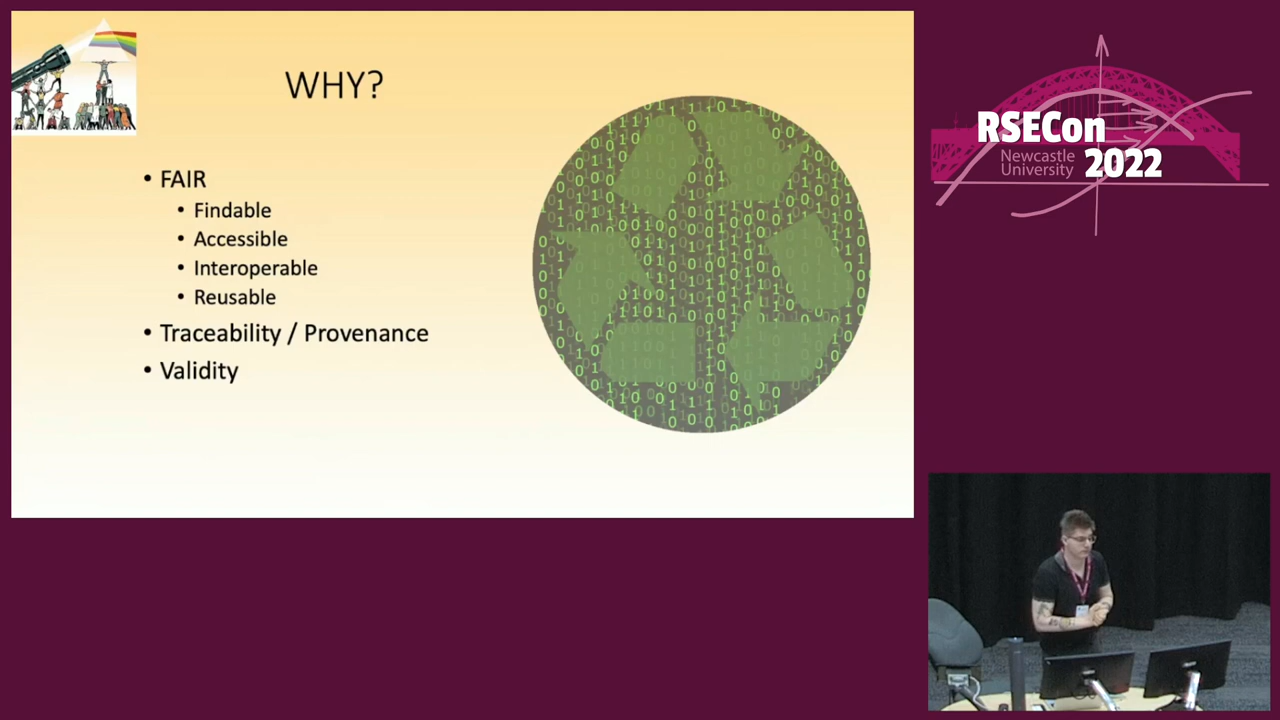 WHY?
• FAIR
• Findable
• Accessible
• Interoperable
• Reusable
• Traceability / Provenance
• Validity
RSECon
Newcastle
University 2022